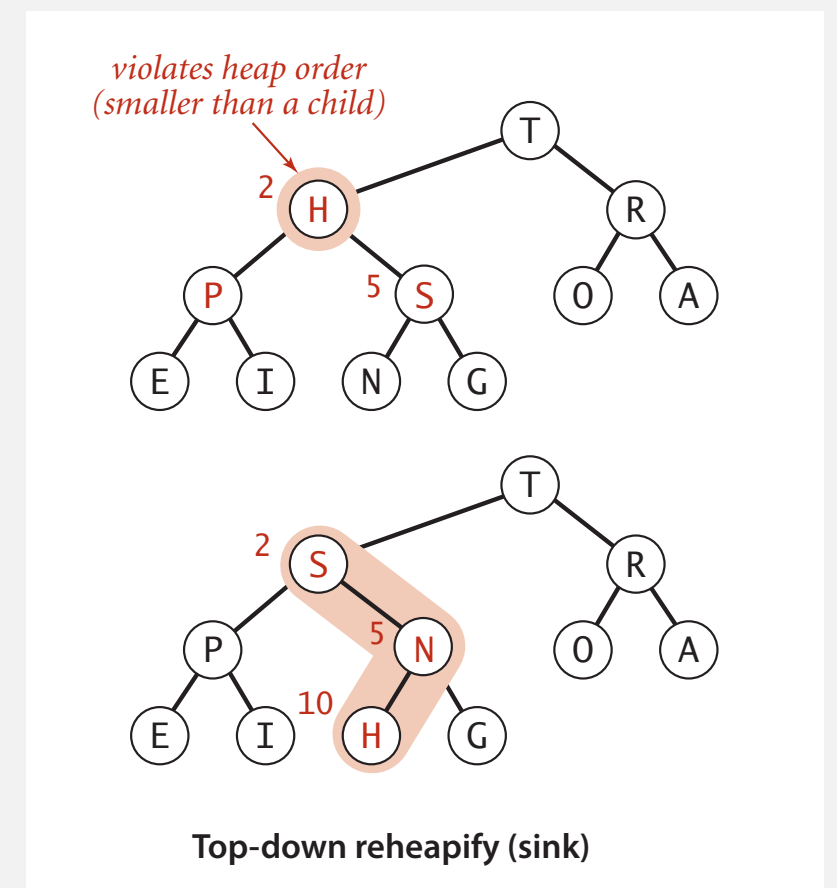 violates heap order
(smaller than a child)
T
2
H
R
P
5
S
O
A
E
I
N
G
T
2
S
R
P
5
N
O
A
E
I
10
H
G
Top-down reheapify (sink)